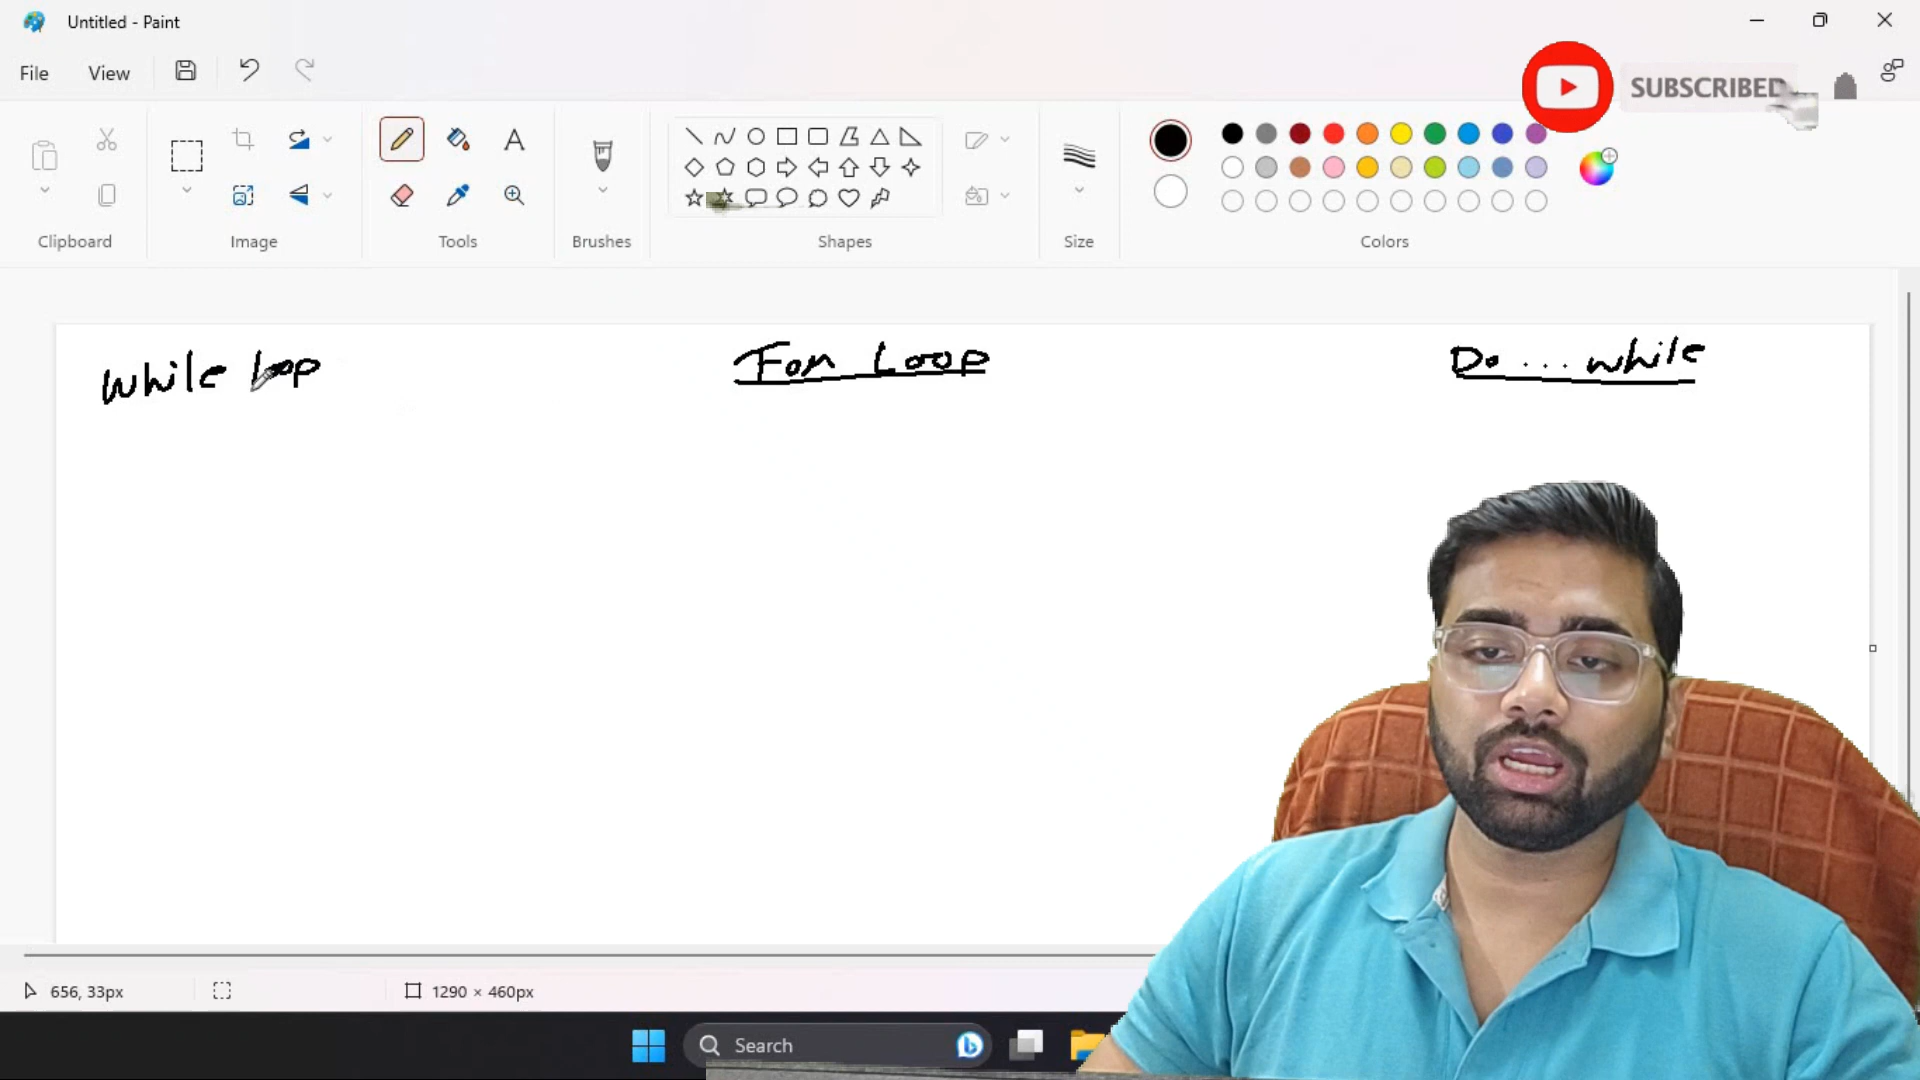 Untitled - Paint
File View
SUBSCRIBED
Clipboard Image Tools Brushes Shapes Size Colors
While loop For Loop Do ... while
656, 33px 1290 × 460px
Search